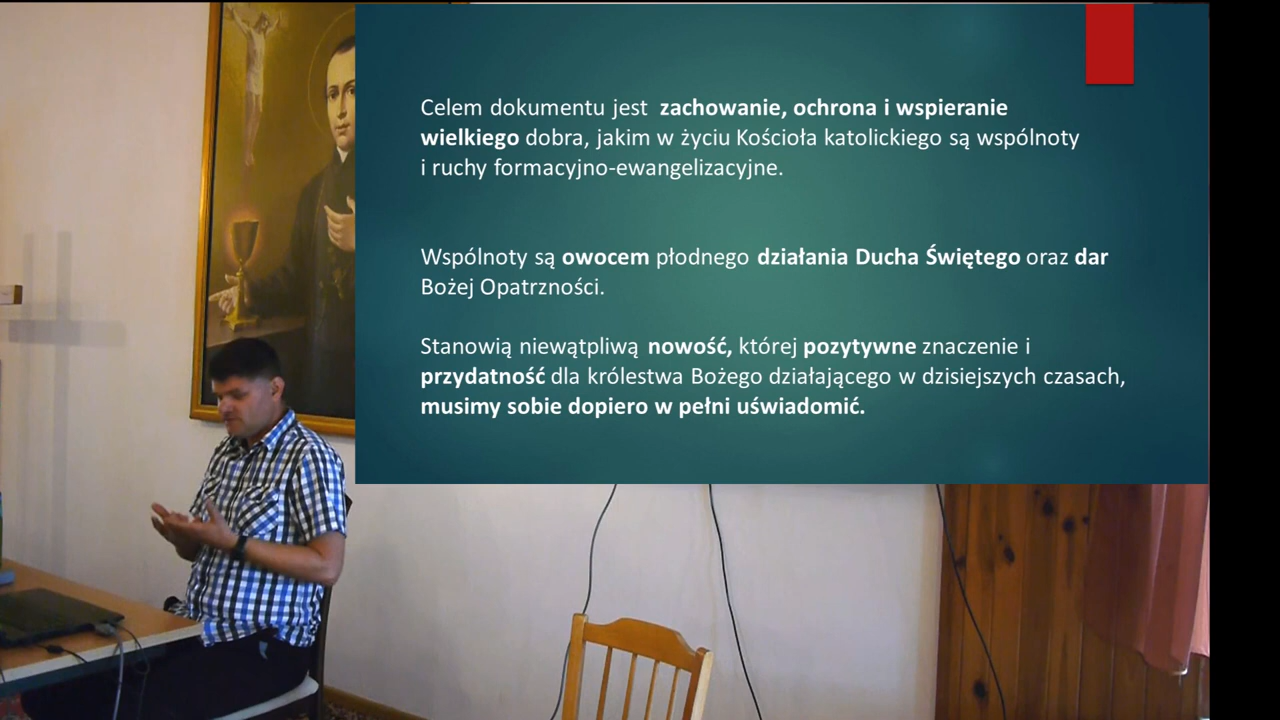 Celem dokumentu jest zachowanie, ochrona i wspieranie
wielkiego dobra, jakim w życiu Kościoła katolickiego są wspólnoty
i ruchy formacyjno-ewangelizacyjne.
Wspólnoty są owocem płodnego działania Ducha Świętego oraz dar
Bożej Opatrzności.
Stanowią niewątpliwą nowość, której pozytywne znaczenie i
przydatność dla królestwa Bożego działającego w dzisiejszych czasach,
musimy sobie dopiero w pełni uświadomić.